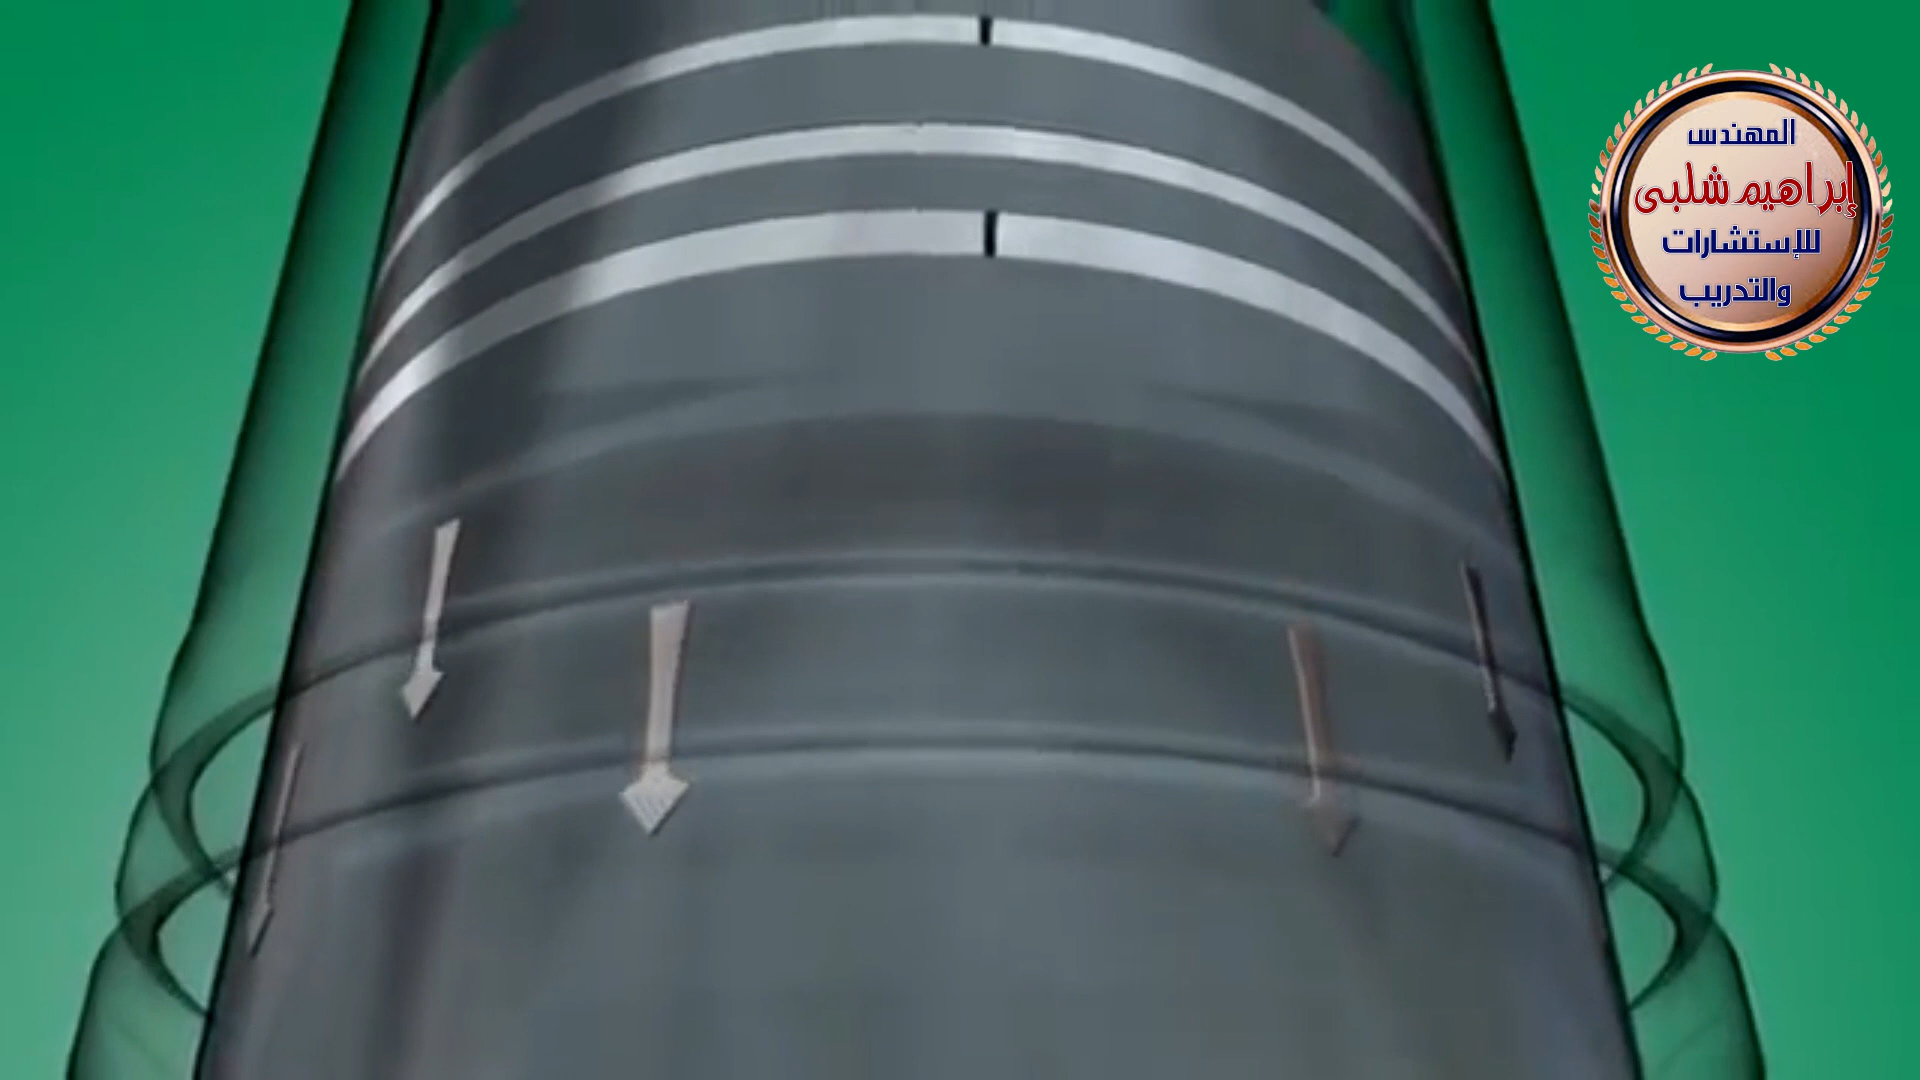 المهندس
إبراهيم شلبى
للإستشارات
والتدريب